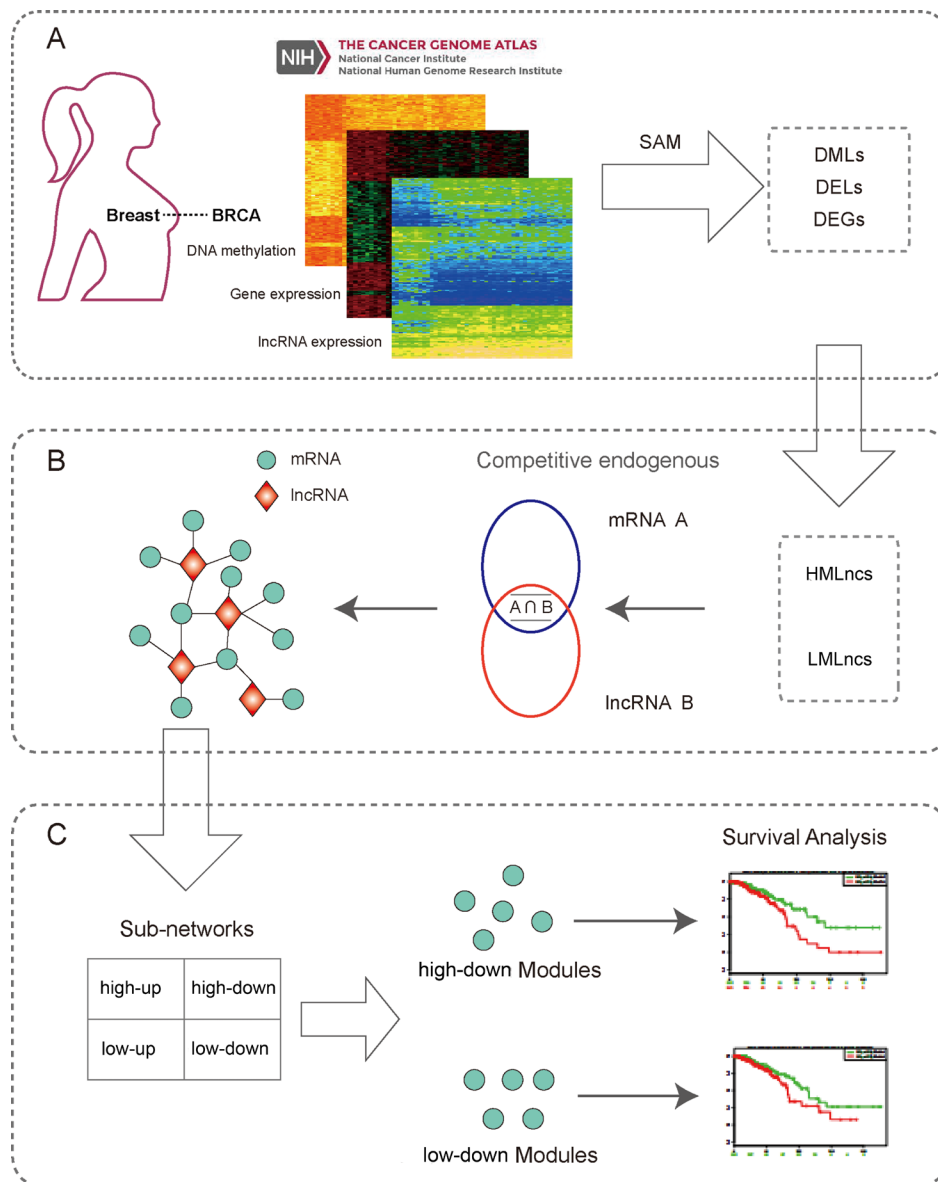 A
NIH
THE CANCER GENOME ATLAS
National Cancer Institute
National Human Genome Research Institute
Breast
BRCA
DNA methylation
Gene expression
lncRNA expression
SAM
DMLs
DELs
DEGs
B
mRNA
lncRNA
Competitive endogenous
mRNA A
A∩B
lncRNA B
HMLncs
LMLncs
C
Sub-networks
high-up high-down
low-up low-down
high-down Modules
low-down Modules
Survival Analysis